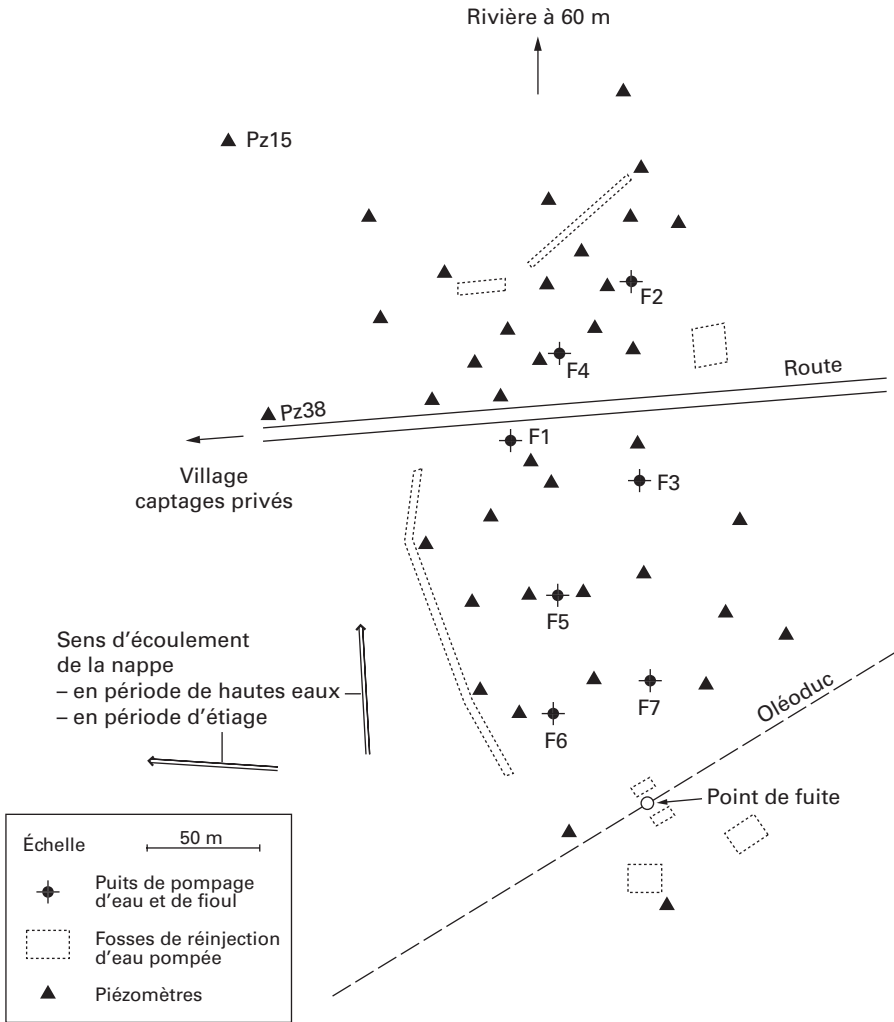 Rivière à 60 m
Pz15
F2
F4
Route
Pz38
F1
F3
Village
captages privés
F5
Sens d'écoulement
de la nappe
– en période de hautes eaux
– en période d'étiage
F7
F6
Oléoduc
Point de fuite
Échelle
50 m
Puits de pompage
d'eau et de fioul
Fosses de réinjection
d'eau pompée
Piézomètres